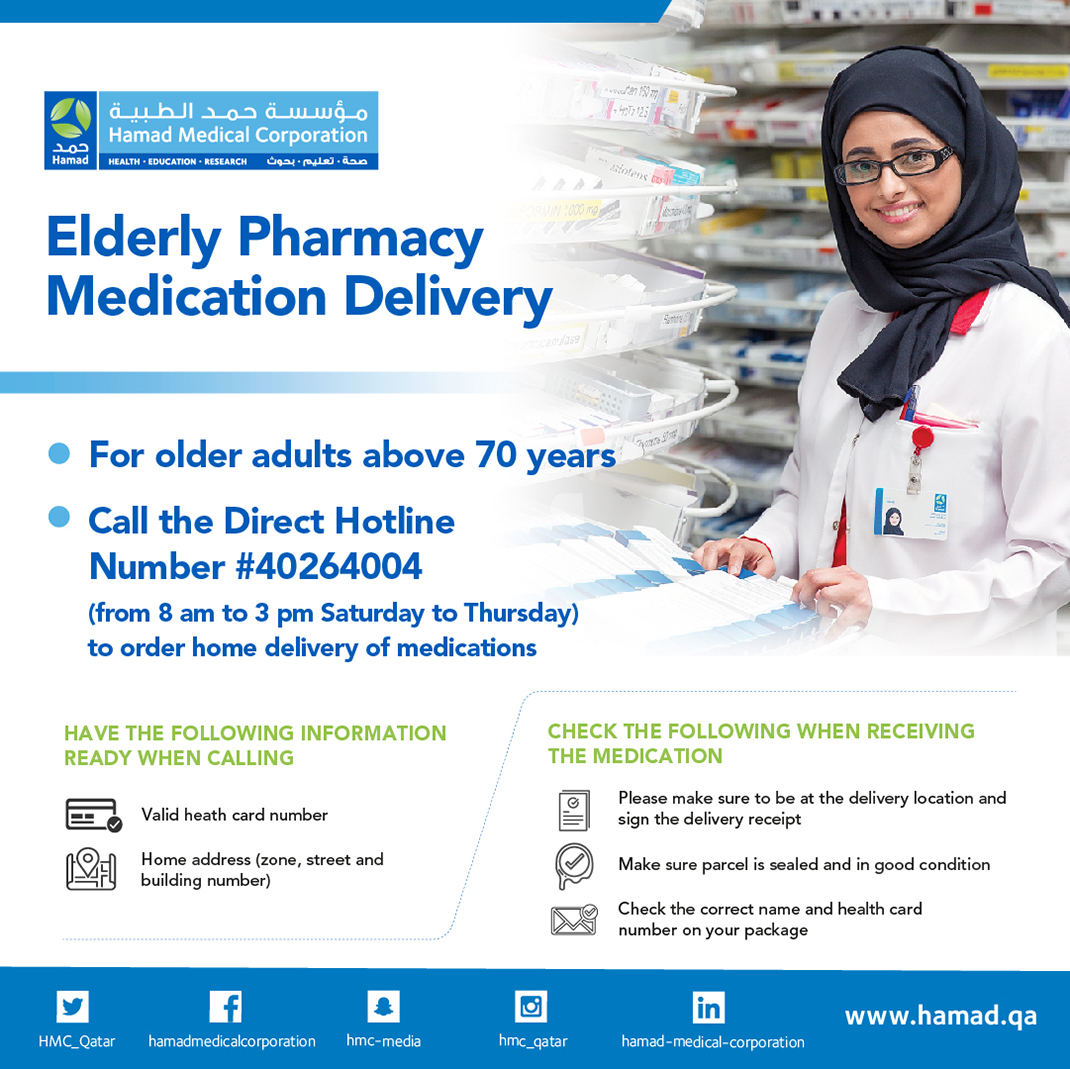 مؤسسة حمد الطبية
Hamad Medical Corporation
حمد
Hamad
HEALTH • EDUCATION • RESEARCH صحة • تعليم • بحوث
Elderly Pharmacy
Medication Delivery
For older adults above 70 years
Call the Direct Hotline
Number #40264004
(from 8 am to 3 pm Saturday to Thursday)
to order home delivery of medications
HAVE THE FOLLOWING INFORMATION
READY WHEN CALLING
Valid heath card number
Home address (zone, street and
building number)
CHECK THE FOLLOWING WHEN RECEIVING
THE MEDICATION
Please make sure to be at the delivery location and
sign the delivery receipt
Make sure parcel is sealed and in good condition
Check the correct name and health card
number on your package
HMC_Qatar
hamadmedicalcorporation
hmc-media
hmc_qatar
hamad-medical-corporation
www.hamad.qa